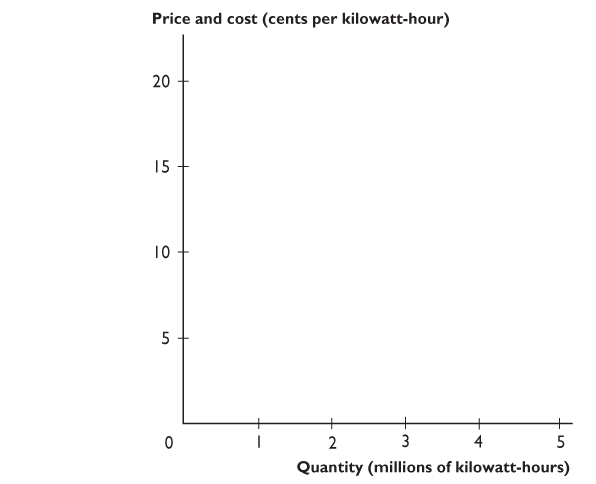 Price and cost (cents per kilowatt-hour)
20
15
10
5
0 1 2 3 4 5
Quantity (millions of kilowatt-hours)